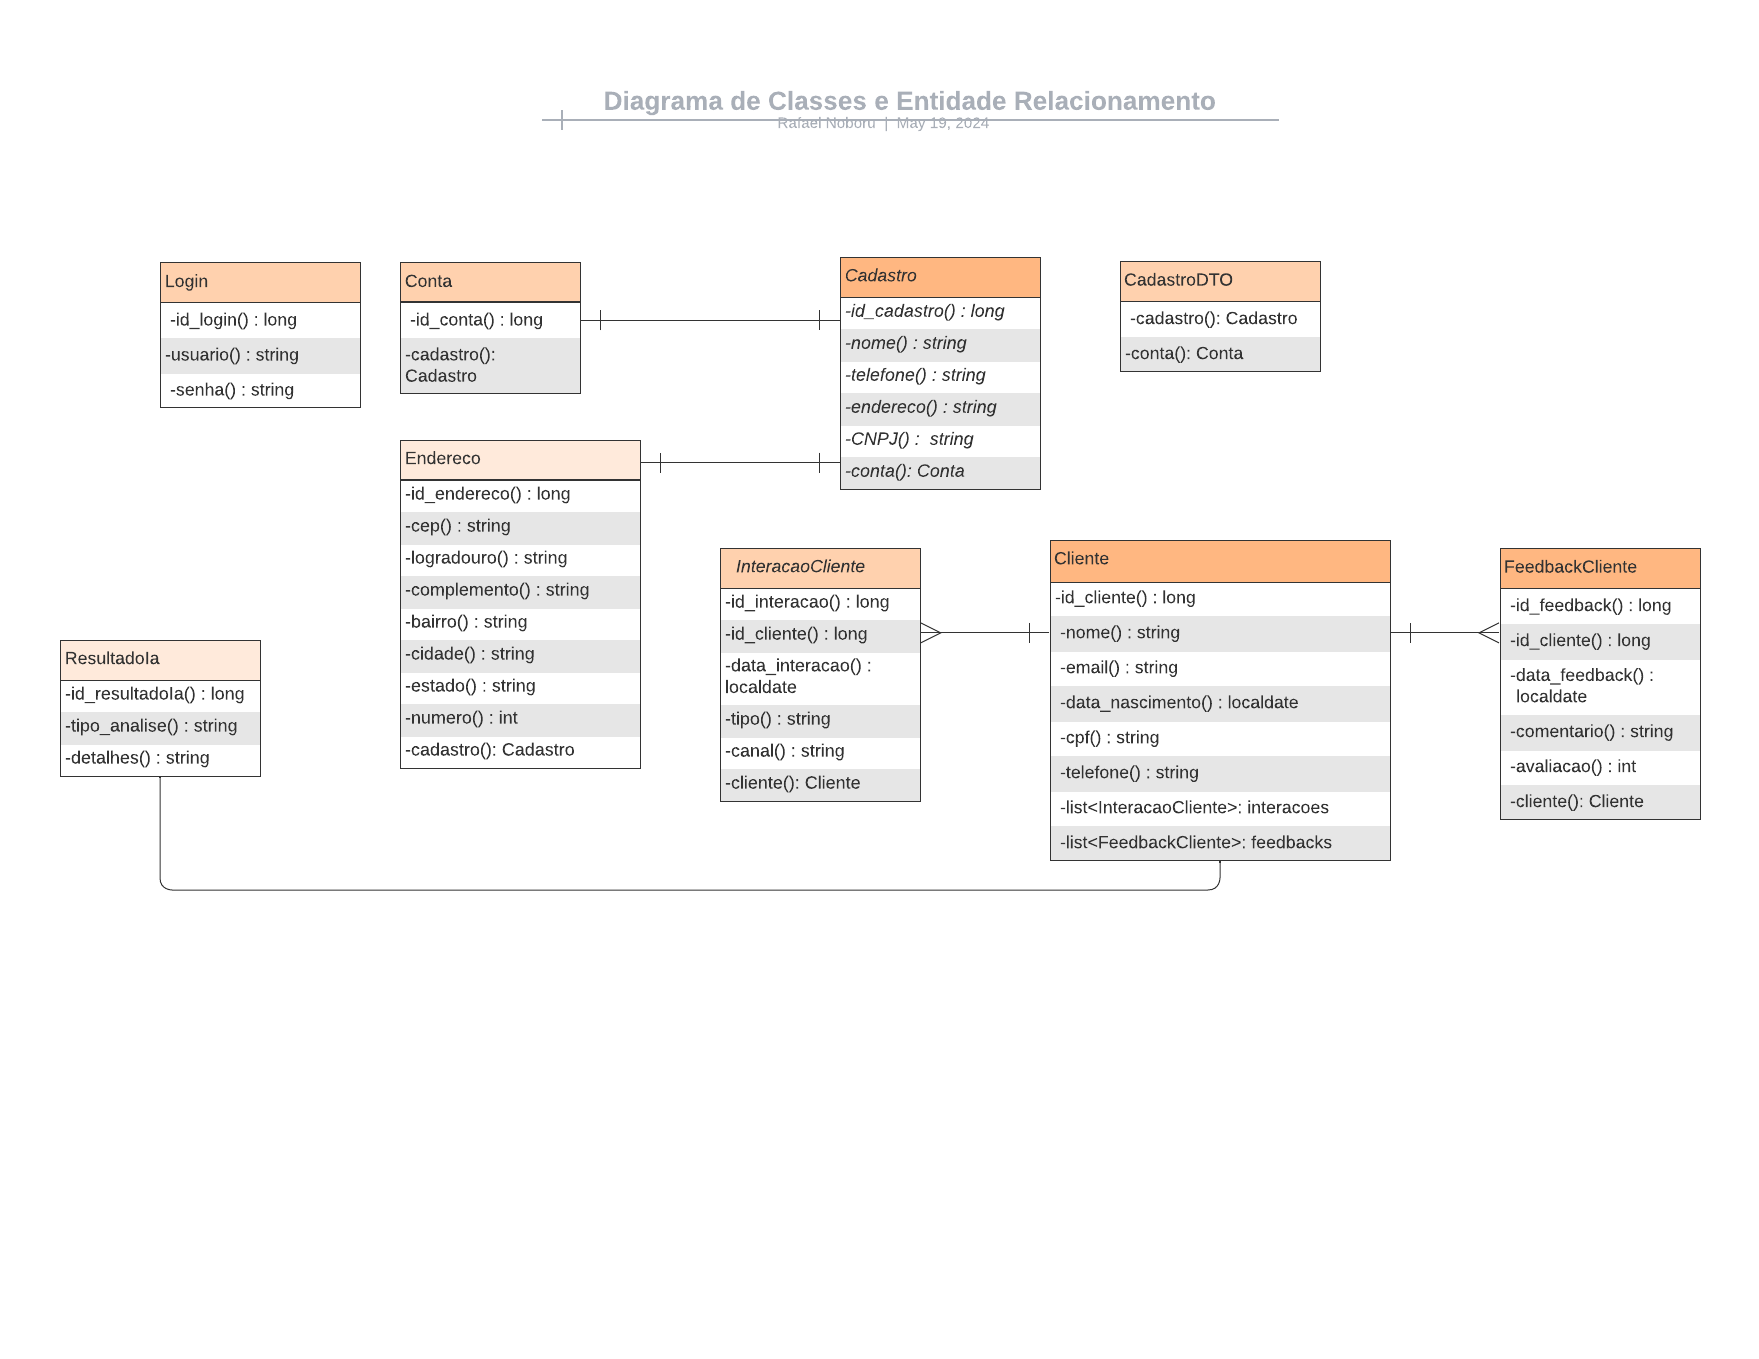 Diagrama de Classes e Entidade Relacionamento
Rafael Noboru | May 19, 2024
Login
-id_login() : long
-usuario() : string
-senha() : string
Conta
-id_conta() : long
-cadastro():
Cadastro
Cadastro
-id_cadastro() : long
-nome() : string
-telefone() : string
-endereco() : string
-CNPJ() :  string
-conta(): Conta
CadastroDTO
-cadastro(): Cadastro
-conta(): Conta
Endereco
-id_endereco() : long
-cep() : string
-logradouro() : string
-complemento() : string
-bairro() : string
-cidade() : string
-estado() : string
-numero() : int
-cadastro(): Cadastro
InteracaoCliente
-id_interacao() : long
-id_cliente() : long
-data_interacao() :
localdate
-tipo() : string
-canal() : string
-cliente(): Cliente
Cliente
-id_cliente() : long
-nome() : string
-email() : string
-data_nascimento() : localdate
-cpf() : string
-telefone() : string
-list<InteracaoCliente>: interacoes
-list<FeedbackCliente>: feedbacks
FeedbackCliente
-id_feedback() : long
-id_cliente() : long
-data_feedback() :
localdate
-comentario() : string
-avaliacao() : int
-cliente(): Cliente
ResultadoIa
-id_resultadoIa() : long
-tipo_analise() : string
-detalhes() : string